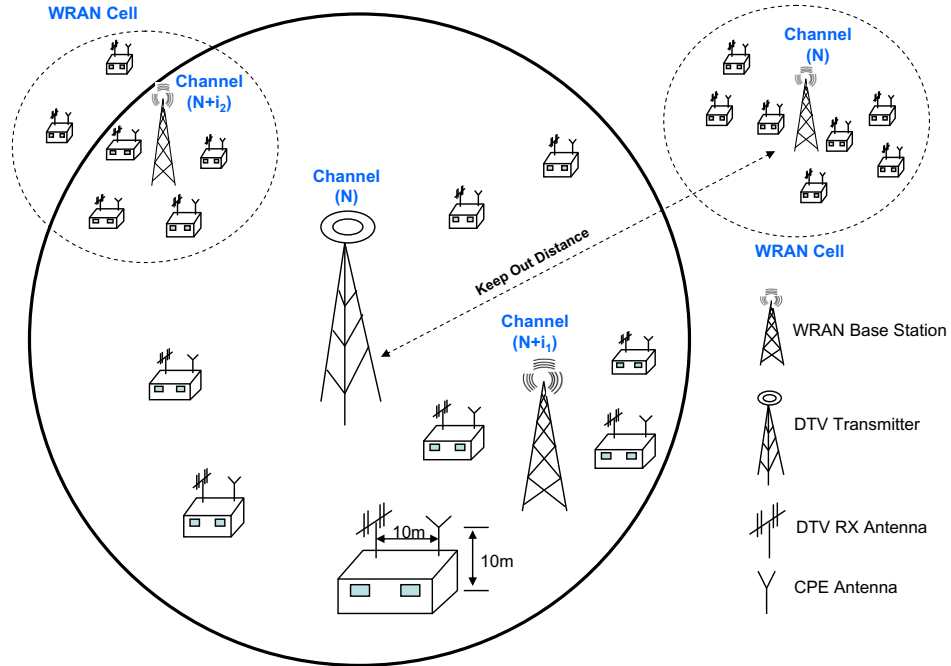 WRAN Cell
Channel
(N+i₂)
Channel
(N)
Channel
(N)
WRAN Cell
Keep Out Distance
Channel
(N+i₁)
10m
10m
WRAN Base Station
DTV Transmitter
DTV RX Antenna
CPE Antenna